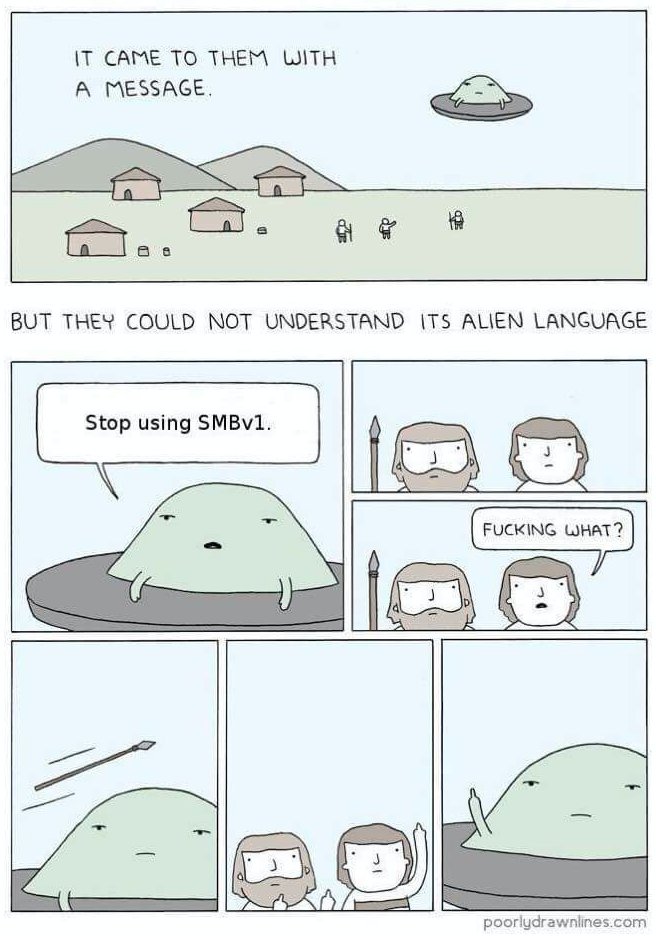 IT CAME TO THEM WITH
A MESSAGE.
BUT THEY COULD NOT UNDERSTAND ITS ALIEN LANGUAGE
Stop using SMBv1.
FUCKING WHAT?
poorlydrawnlines.com